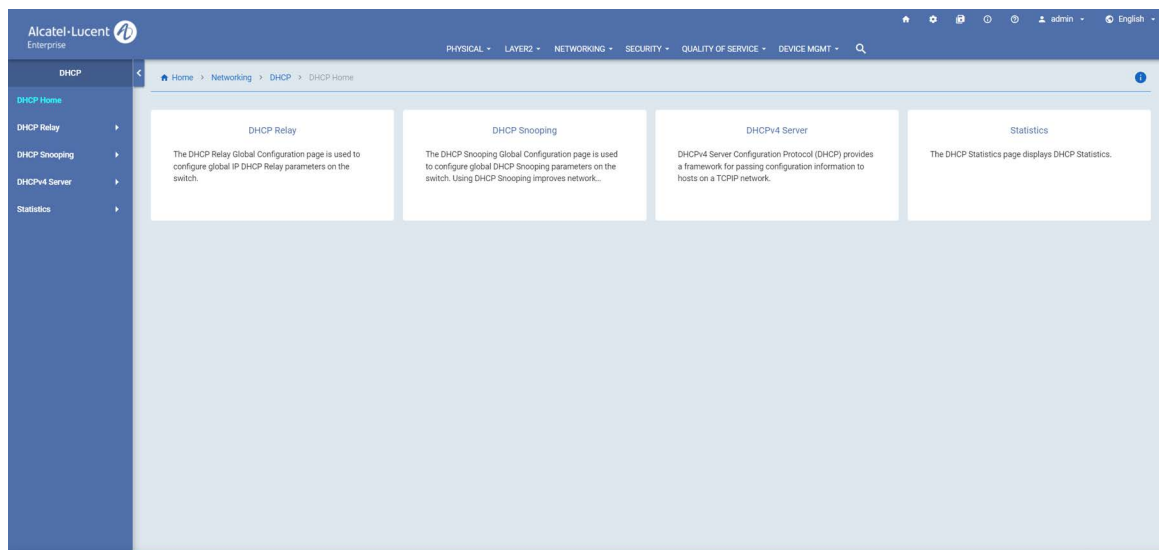 Alcatel·Lucent
Enterprise
admin
English
PHYSICAL LAYER2 NETWORKING SECURITY QUALITY OF SERVICE DEVICE MGMT
DHCP
Home > Networking > DHCP > DHCP Home
DHCP Home
DHCP Relay
DHCP Snooping
DHCPv4 Server
Statistics
DHCP Relay
The DHCP Relay Global Configuration page is used to
configure global IP DHCP Relay parameters on the
switch.
DHCP Snooping
The DHCP Snooping Global Configuration page is used
to configure global DHCP Snooping parameters on the
switch. Using DHCP Snooping improves network...
DHCPv4 Server
DHCPv4 Server Configuration Protocol (DHCP) provides
a framework for passing configuration information to
hosts on a TCPIP network.
Statistics
The DHCP Statistics page displays DHCP Statistics.